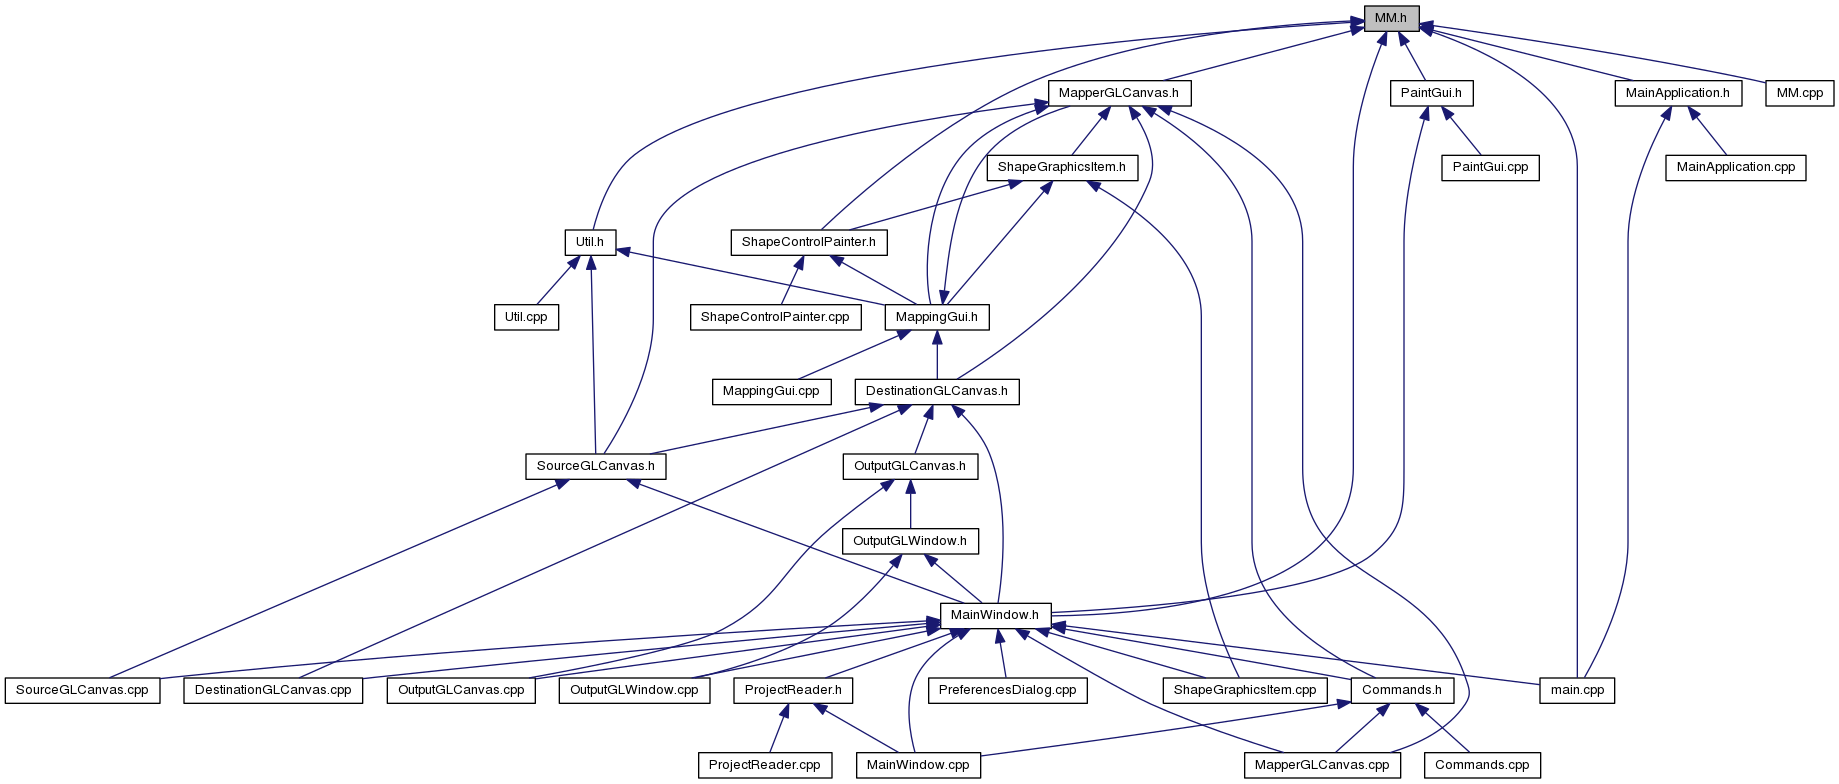 MM.h
MapperGLCanvas.h
PaintGui.h
MainApplication.h
MM.cpp
ShapeGraphicsItem.h
PaintGui.cpp
MainApplication.cpp
Util.h
ShapeControlPainter.h
Util.cpp
ShapeControlPainter.cpp
MappingGui.h
MappingGui.cpp
DestinationGLCanvas.h
SourceGLCanvas.h
OutputGLCanvas.h
OutputGLWindow.h
MainWindow.h
SourceGLCanvas.cpp
DestinationGLCanvas.cpp
OutputGLCanvas.cpp
OutputGLWindow.cpp
ProjectReader.h
PreferencesDialog.cpp
ShapeGraphicsItem.cpp
Commands.h
main.cpp
ProjectReader.cpp
MainWindow.cpp
MapperGLCanvas.cpp
Commands.cpp